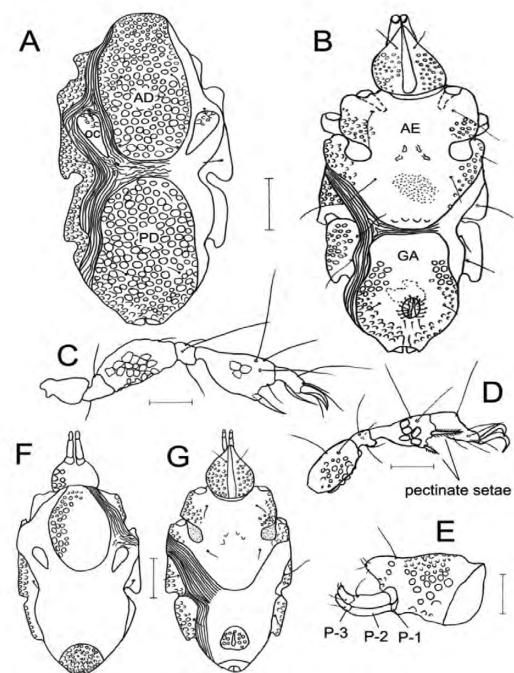 A
B
AD
OC
PD
AE
GA
C
D
pectinate setae
F
G
E
P-3 P-2 P-1